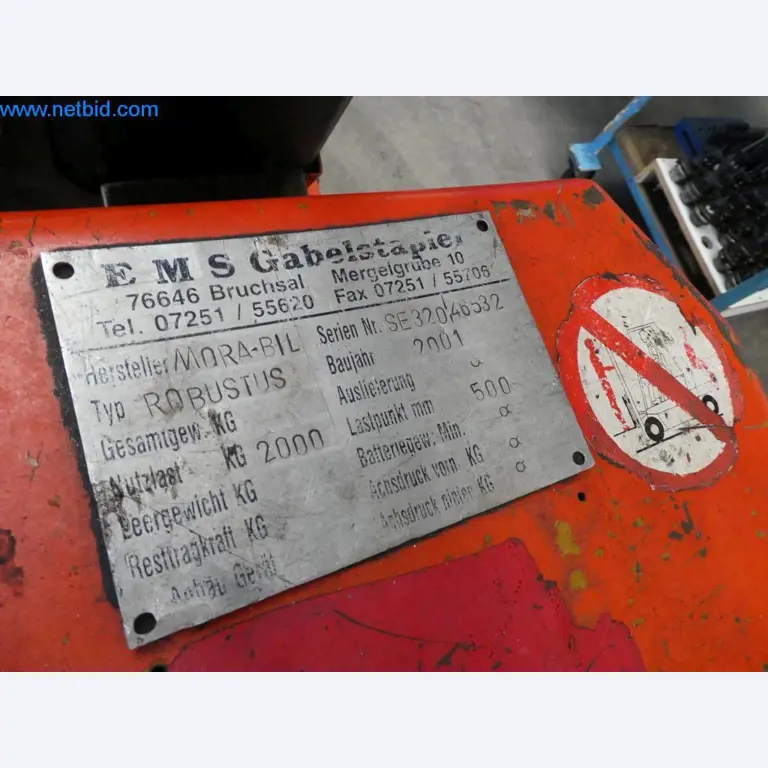 www.netbid.com
E M S Gabelstapler
76646 Bruchsal Mergelgrube 10
Tel. 07251 / 55620 Fax 07251 / 55706
Hersteller MORA-BIL
Typ ROBUSTUS
Gesamtgew. KG
Nutzlast KG 2000
Leergewicht KG
Resttragkraft KG
Anbau Gerät
Serien Nr. SE320
Baujahr 2001
Auslieferung
Lastpunkt mm 500
Batteriegew. Min.
Achsdruck vorn. KG
Achsdruck hinten KG